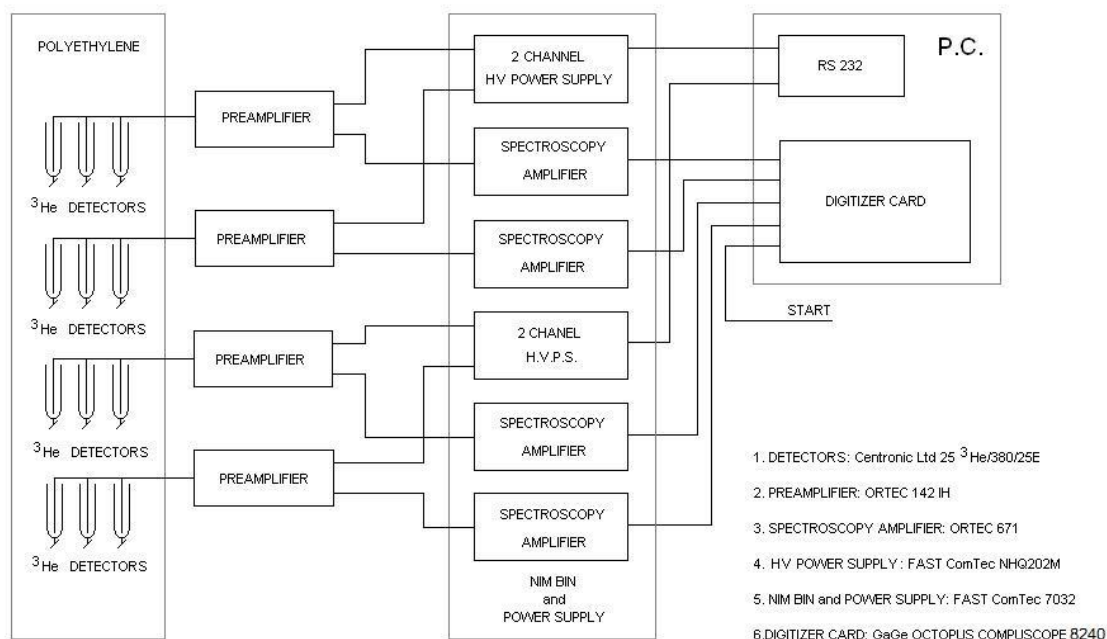 POLYETHYLENE
³He DETECTORS
³He DETECTORS
³He DETECTORS
³He DETECTORS
PREAMPLIFIER
PREAMPLIFIER
PREAMPLIFIER
PREAMPLIFIER
2 CHANNEL
HV POWER SUPPLY
SPECTROSCOPY
AMPLIFIER
SPECTROSCOPY
AMPLIFIER
2 CHANEL
H.V.P.S.
SPECTROSCOPY
AMPLIFIER
SPECTROSCOPY
AMPLIFIER
NIM BIN
and
POWER SUPPLY
P.C.
RS 232
DIGITIZER CARD
START
1. DETECTORS: Centronic Ltd 25 ³He/380/25E
2. PREAMPLIFIER: ORTEC 142 IH
3. SPECTROSCOPY AMPLIFIER: ORTEC 671
4. HV POWER SUPPLY : FAST ComTec NHQ202M
5. NIM BIN and POWER SUPPLY: FAST ComTec 7032
6.DIGITIZER CARD: GaGe OCTOPUS COMPUSCOPE 8240